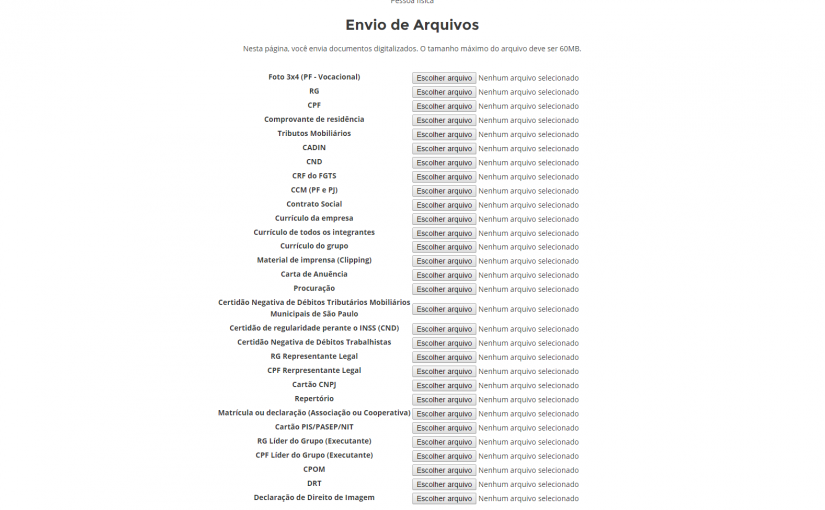 Pessoa física
Envio de Arquivos
Nesta página, você envia documentos digitalizados. O tamanho máximo do arquivo deve ser 60MB.
Foto 3x4 (PF - Vocacional) Escolher arquivo Nenhum arquivo selecionado
RG Escolher arquivo Nenhum arquivo selecionado
CPF Escolher arquivo Nenhum arquivo selecionado
Comprovante de residência Escolher arquivo Nenhum arquivo selecionado
Tributos Mobiliários Escolher arquivo Nenhum arquivo selecionado
CADIN Escolher arquivo Nenhum arquivo selecionado
CND Escolher arquivo Nenhum arquivo selecionado
CRF do FGTS Escolher arquivo Nenhum arquivo selecionado
CCM (PF e PJ) Escolher arquivo Nenhum arquivo selecionado
Contrato Social Escolher arquivo Nenhum arquivo selecionado
Currículo da empresa Escolher arquivo Nenhum arquivo selecionado
Currículo de todos os integrantes Escolher arquivo Nenhum arquivo selecionado
Currículo do grupo Escolher arquivo Nenhum arquivo selecionado
Material de imprensa (Clipping) Escolher arquivo Nenhum arquivo selecionado
Carta de Anuência Escolher arquivo Nenhum arquivo selecionado
Procuração Escolher arquivo Nenhum arquivo selecionado
Certidão Negativa de Débitos Tributários Mobiliários
Municipais de São Paulo Escolher arquivo Nenhum arquivo selecionado
Certidão de regularidade perante o INSS (CND) Escolher arquivo Nenhum arquivo selecionado
Certidão Negativa de Débitos Trabalhistas Escolher arquivo Nenhum arquivo selecionado
RG Representante Legal Escolher arquivo Nenhum arquivo selecionado
CPF Rerpresentante Legal Escolher arquivo Nenhum arquivo selecionado
Cartão CNPJ Escolher arquivo Nenhum arquivo selecionado
Repertório Escolher arquivo Nenhum arquivo selecionado
Matrícula ou declaração (Associação ou Cooperativa) Escolher arquivo Nenhum arquivo selecionado
Cartão PIS/PASEP/NIT Escolher arquivo Nenhum arquivo selecionado
RG Líder do Grupo (Executante) Escolher arquivo Nenhum arquivo selecionado
CPF Líder do Grupo (Executante) Escolher arquivo Nenhum arquivo selecionado
CPOM Escolher arquivo Nenhum arquivo selecionado
DRT Escolher arquivo Nenhum arquivo selecionado
Declaração de Direito de Imagem Escolher arquivo Nenhum arquivo selecionado